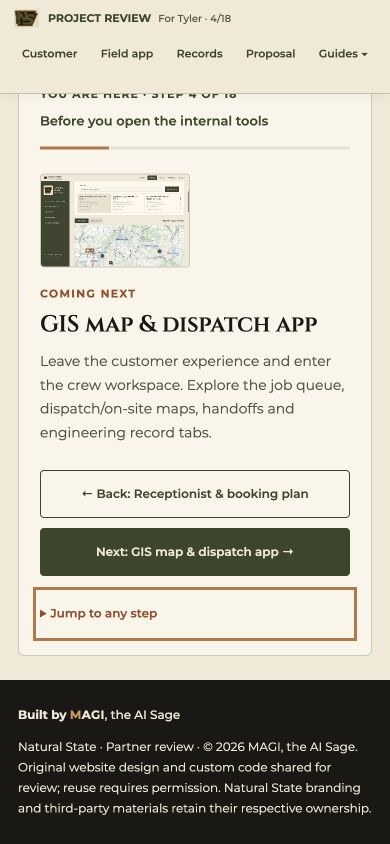 PROJECT REVIEW For Tyler · 4/18
Customer Field app Records Proposal Guides
YOU ARE HERE · STEP 4 OF 18
Before you open the internal tools
COMING NEXT
GIS MAP & DISPATCH APP
Leave the customer experience and enter
the crew workspace. Explore the job queue,
dispatch/on-site maps, handoffs and
engineering record tabs.
← Back: Receptionist & booking plan
Next: GIS map & dispatch app →
Jump to any step
Built by MAGI, the AI Sage
Natural State · Partner review · © 2026 MAGI, the AI Sage.
Original website design and custom code shared for
review; reuse requires permission. Natural State branding
and third-party materials retain their respective ownership.